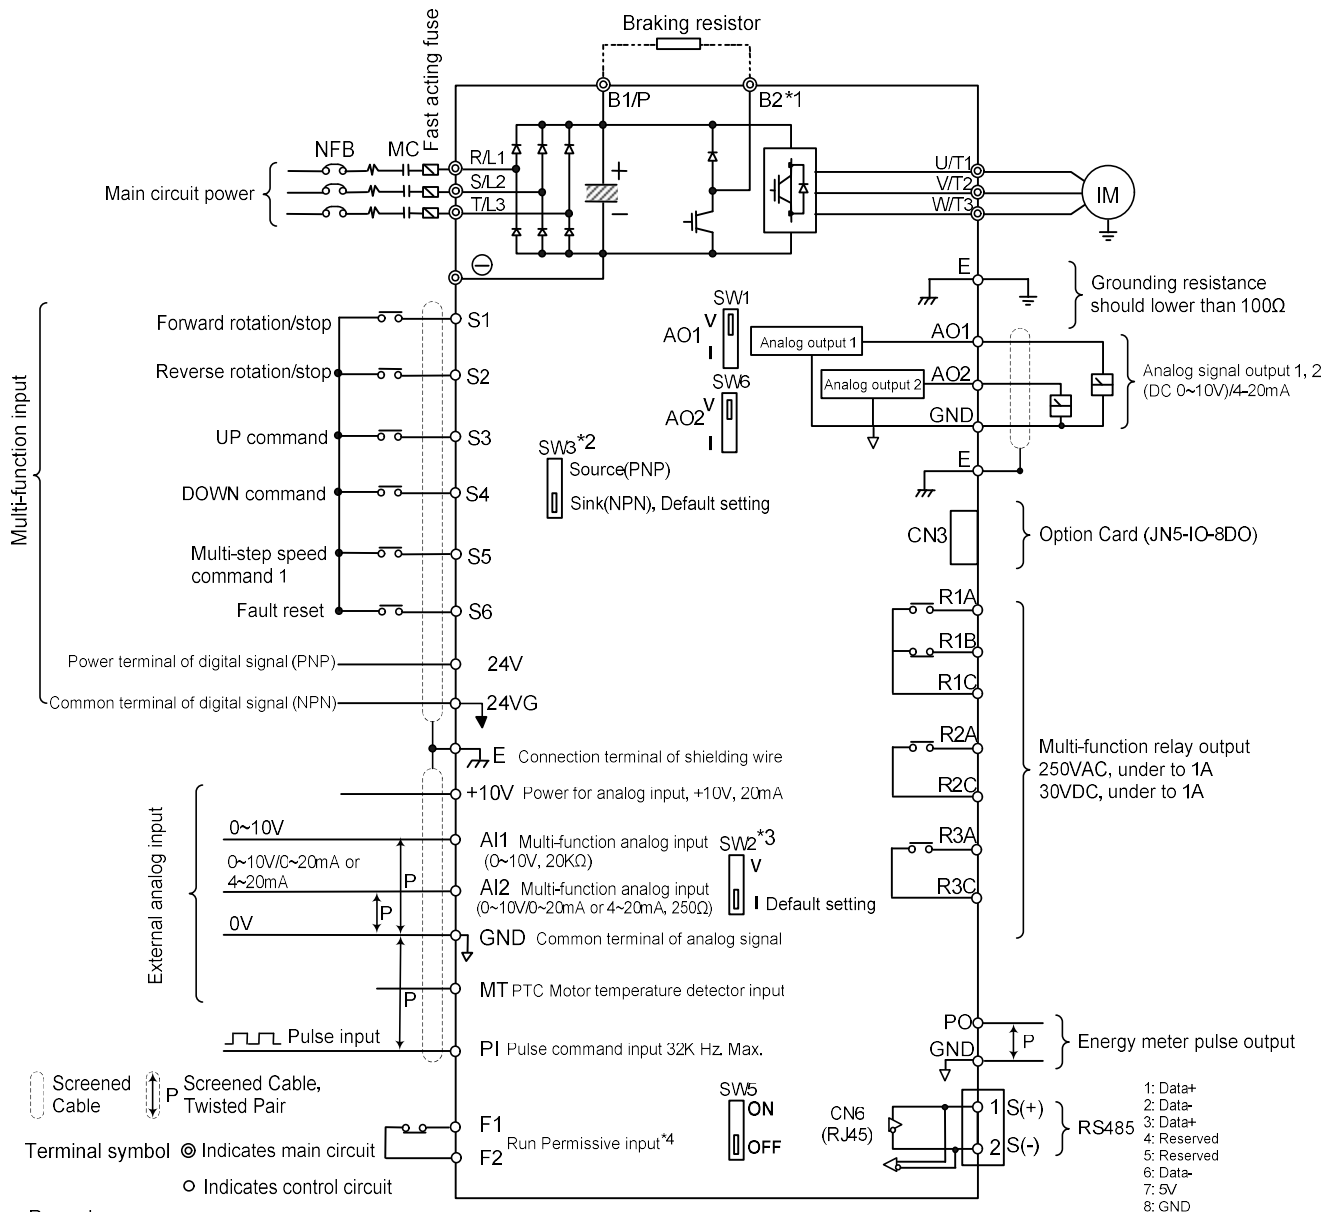 Braking resistor
Fast acting fuse
B1/P
B2*1
NFB
MC
R/L1
S/L2
T/L3
Main circuit power
+
−
⊖
U/T1
V/T2
W/T3
IM
E
Grounding resistance
should lower than 100Ω
Multi-function input
Forward rotation/stop
S1
Reverse rotation/stop
S2
UP command
S3
DOWN command
S4
Multi-step speed
command 1
S5
Fault reset
S6
Power terminal of digital signal (PNP)
24V
Common terminal of digital signal (NPN)
24VG
E
Connection terminal of shielding wire
SW1
V
AO1
I
SW6
V
AO2
I
SW3*2
Source(PNP)
Sink(NPN), Default setting
Analog output 1
AO1
Analog output 2
AO2
GND
E
Analog signal output 1, 2
(DC 0~10V)/4-20mA
CN3
Option Card (JN5-IO-8DO)
R1A
R1B
R1C
R2A
R2C
R3A
R3C
Multi-function relay output
250VAC, under to 1A
30VDC, under to 1A
External analog input
+10V Power for analog input, +10V, 20mA
0~10V
AI1 Multi-function analog input
(0~10V, 20KΩ)
0~10V/0~20mA or
4~20mA
P
AI2 Multi-function analog input
(0~10V/0~20mA or 4~20mA, 250Ω)
P
0V
GND Common terminal of analog signal
SW2*3
V
I Default setting
MT PTC Motor temperature detector input
P
Pulse input
PI Pulse command input 32K Hz. Max.
PO
P
GND
Energy meter pulse output
Screened
Cable
P
Screened Cable,
Twisted Pair
Terminal symbol
Indicates main circuit
Indicates control circuit
F1
F2
Run Permissive input*4
SW5
ON
OFF
CN6
(RJ45)
1
S(+)
2
S(-)
RS485
1: Data+
2: Data-
3: Data+
4: Reserved
5: Reserved
6: Data-
7: 5V
8: GND